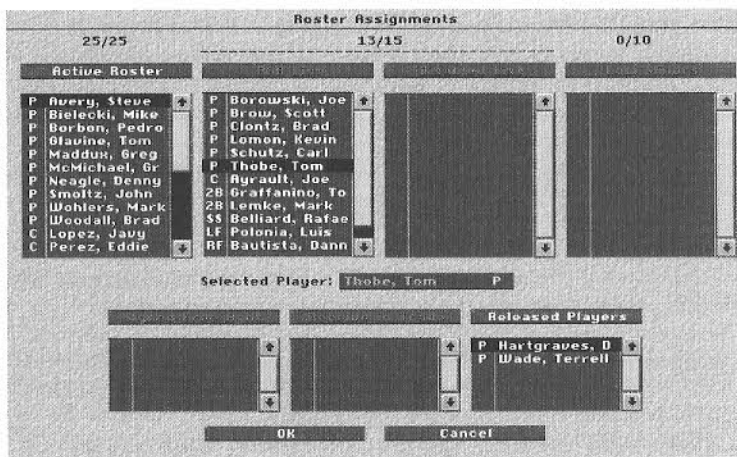 Roster Assignments
25/25 13/15 0/10
Active Roster
P Avery, Steve
P Bielecki, Mike
P Borbon, Pedro
P Glavine, Tom
P Maddux, Greg
P McMichael, Gr
P Neagle, Denny
P Smoltz, John
P Wohlers, Mark
P Woodall, Brad
C Lopez, Javy
C Perez, Eddie
P Borowski, Joe
P Brow, Scott
P Clontz, Brad
P Lomon, Kevin
P Schutz, Carl
P Thobe, Tom
C Ayrault, Joe
2B Graffanino, To
2B Lemke, Mark
SS Belliard, Rafae
LF Polonia, Luis
RF Bautista, Dann
Selected Player: Thobe, Tom P
Released Players
P Hartgraves, D
P Wade, Terrell
OK Cancel